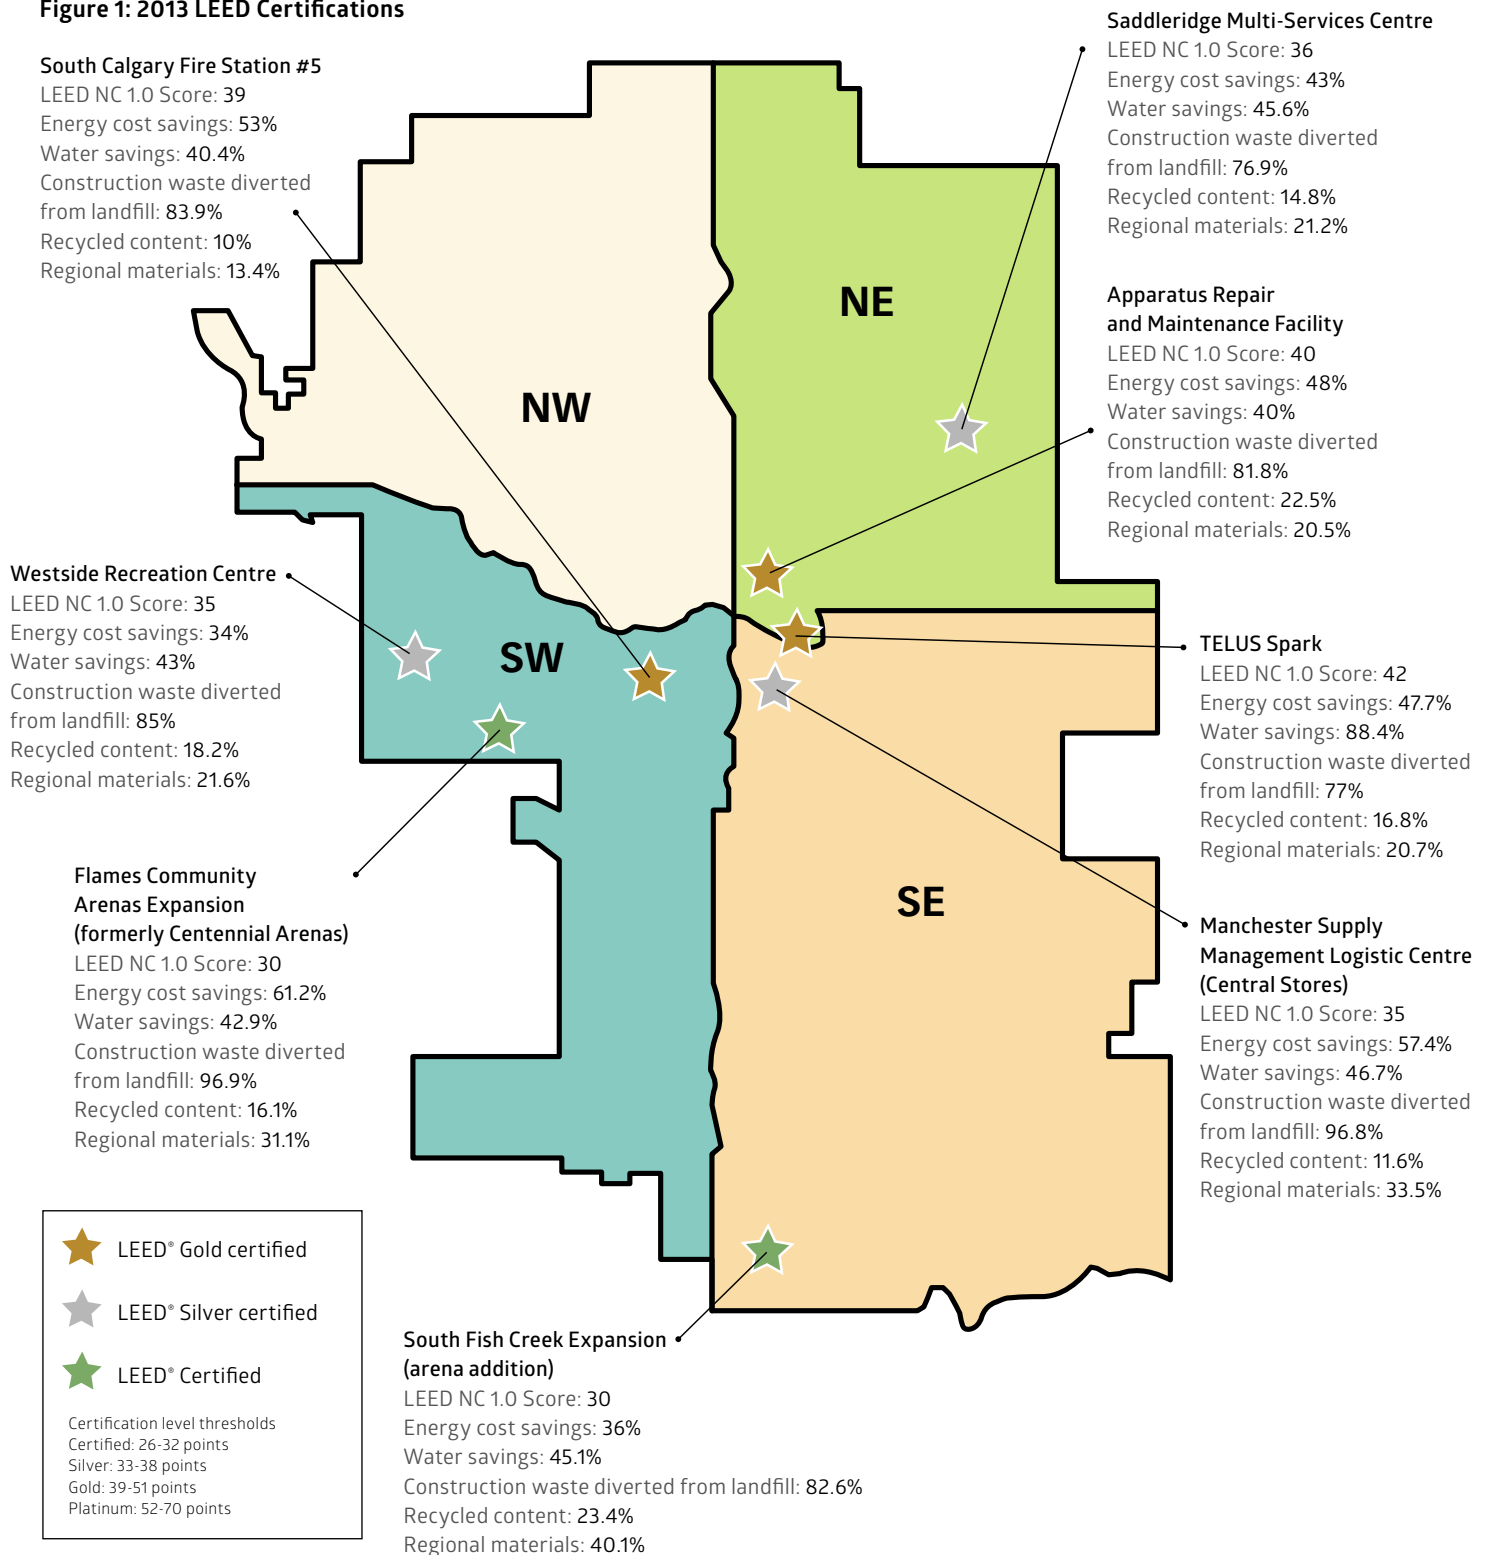 Figure 1: 2013 LEED Certifications
South Calgary Fire Station #5
LEED NC 1.0 Score: 39
Energy cost savings: 53%
Water savings: 40.4%
Construction waste diverted
from landfill: 83.9%
Recycled content: 10%
Regional materials: 13.4%
Saddleridge Multi-Services Centre
LEED NC 1.0 Score: 36
Energy cost savings: 43%
Water savings: 45.6%
Construction waste diverted
from landfill: 76.9%
Recycled content: 14.8%
Regional materials: 21.2%
Apparatus Repair
and Maintenance Facility
LEED NC 1.0 Score: 40
Energy cost savings: 48%
Water savings: 40%
Construction waste diverted
from landfill: 81.8%
Recycled content: 22.5%
Regional materials: 20.5%
NE
NW
SW
SE
Westside Recreation Centre
LEED NC 1.0 Score: 35
Energy cost savings: 34%
Water savings: 43%
Construction waste diverted
from landfill: 85%
Recycled content: 18.2%
Regional materials: 21.6%
TELUS Spark
LEED NC 1.0 Score: 42
Energy cost savings: 47.7%
Water savings: 88.4%
Construction waste diverted
from landfill: 77%
Recycled content: 16.8%
Regional materials: 20.7%
Flames Community
Arenas Expansion
(formerly Centennial Arenas)
LEED NC 1.0 Score: 30
Energy cost savings: 61.2%
Water savings: 42.9%
Construction waste diverted
from landfill: 96.9%
Recycled content: 16.1%
Regional materials: 31.1%
Manchester Supply
Management Logistic Centre
(Central Stores)
LEED NC 1.0 Score: 35
Energy cost savings: 57.4%
Water savings: 46.7%
Construction waste diverted
from landfill: 96.8%
Recycled content: 11.6%
Regional materials: 33.5%
LEED® Gold certified
LEED® Silver certified
LEED® Certified
Certification level thresholds
Certified: 26-32 points
Silver: 33-38 points
Gold: 39-51 points
Platinum: 52-70 points
South Fish Creek Expansion
(arena addition)
LEED NC 1.0 Score: 30
Energy cost savings: 36%
Water savings: 45.1%
Construction waste diverted from landfill: 82.6%
Recycled content: 23.4%
Regional materials: 40.1%